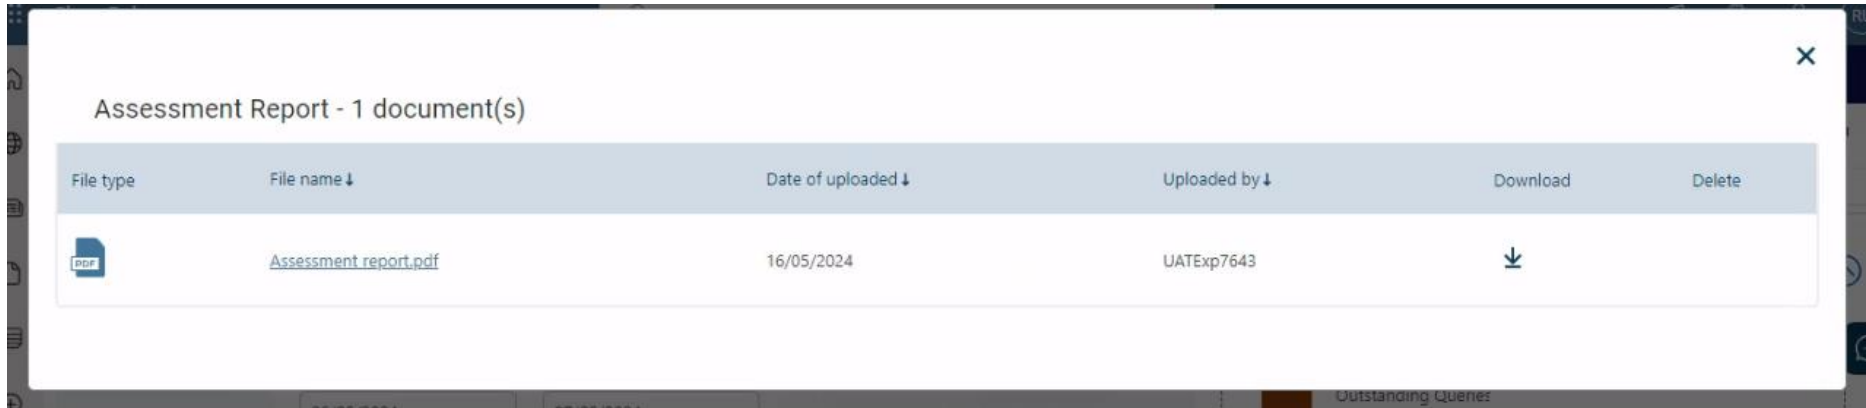 Assessment Report - 1 document(s)
File type File name↓ Date of uploaded↓ Uploaded by↓ Download Delete
PDF Assessment report.pdf 16/05/2024 UATExp7643
Outstanding Queries